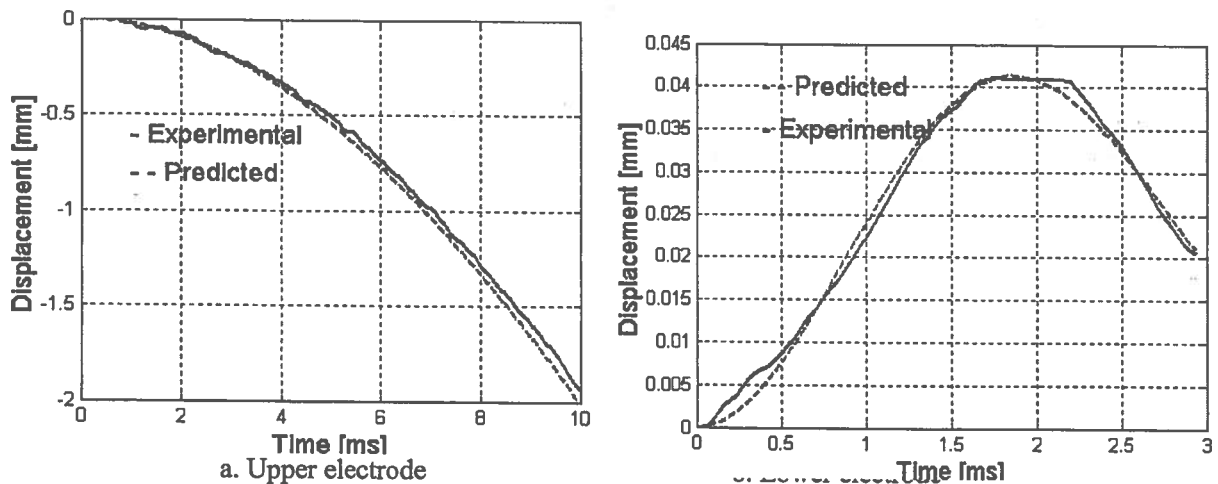 Displacement [mm]
0
-0.5
-1
-1.5
-2
Experimental
Predicted
0 2 4 6 8 10
Time [ms]
a. Upper electrode
Displacement [mm]
0.045
0.04
0.035
0.03
0.025
0.02
0.015
0.01
0.005
0
Predicted
Experimental
0 0.5 1 1.5 2 2.5 3
Time [ms]